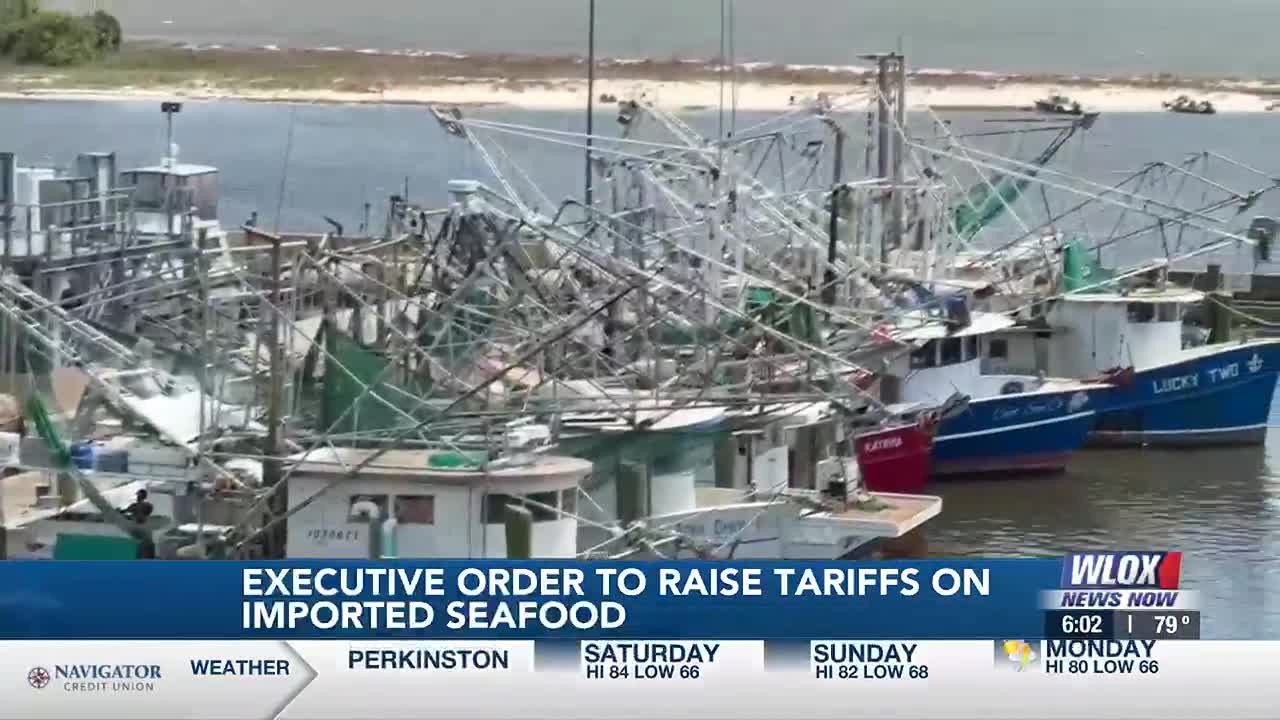 LUCKY TWO
KATRINA
1070671
EXECUTIVE ORDER TO RAISE TARIFFS ON
IMPORTED SEAFOOD
WLOX
NEWS NOW
6:02 | 79°
NAVIGATOR
CREDIT UNION
WEATHER
PERKINSTON
SATURDAY
HI 84 LOW 66
SUNDAY
HI 82 LOW 68
MONDAY
HI 80 LOW 66